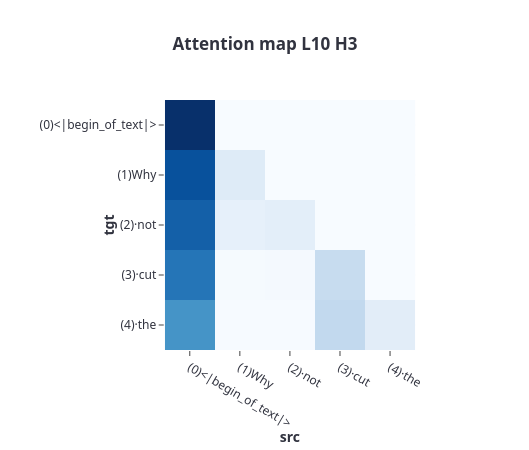 Attention map L10 H3
(0)<|begin_of_text|>
(1)Why
(2)·not
(3)·cut
(4)·the
tgt
(0)<|begin_of_text|>
(1)Why
(2)·not
(3)·cut
(4)·the
src